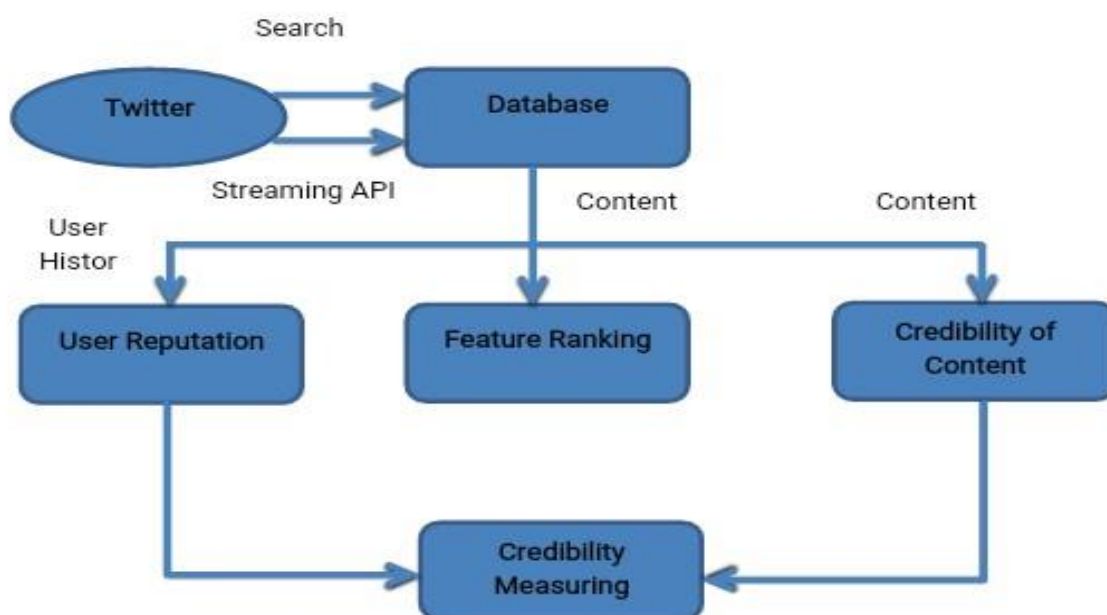 Search
Twitter
Database
Streaming API
Content
Content
User
Histor
User Reputation
Feature Ranking
Credibility of
Content
Credibility
Measuring